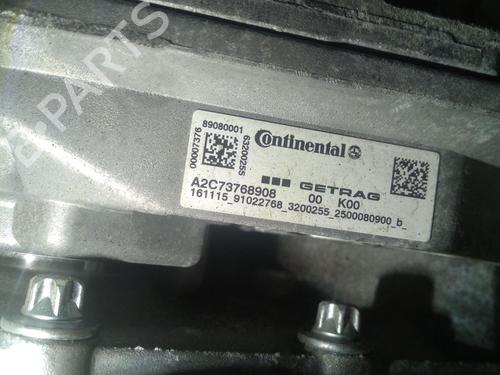 B-PARTS
89080001
00007376
63200255
Continental
GETRAG
A2C73768908 00 K00
161115_91022768_3200255_2500080900_b_